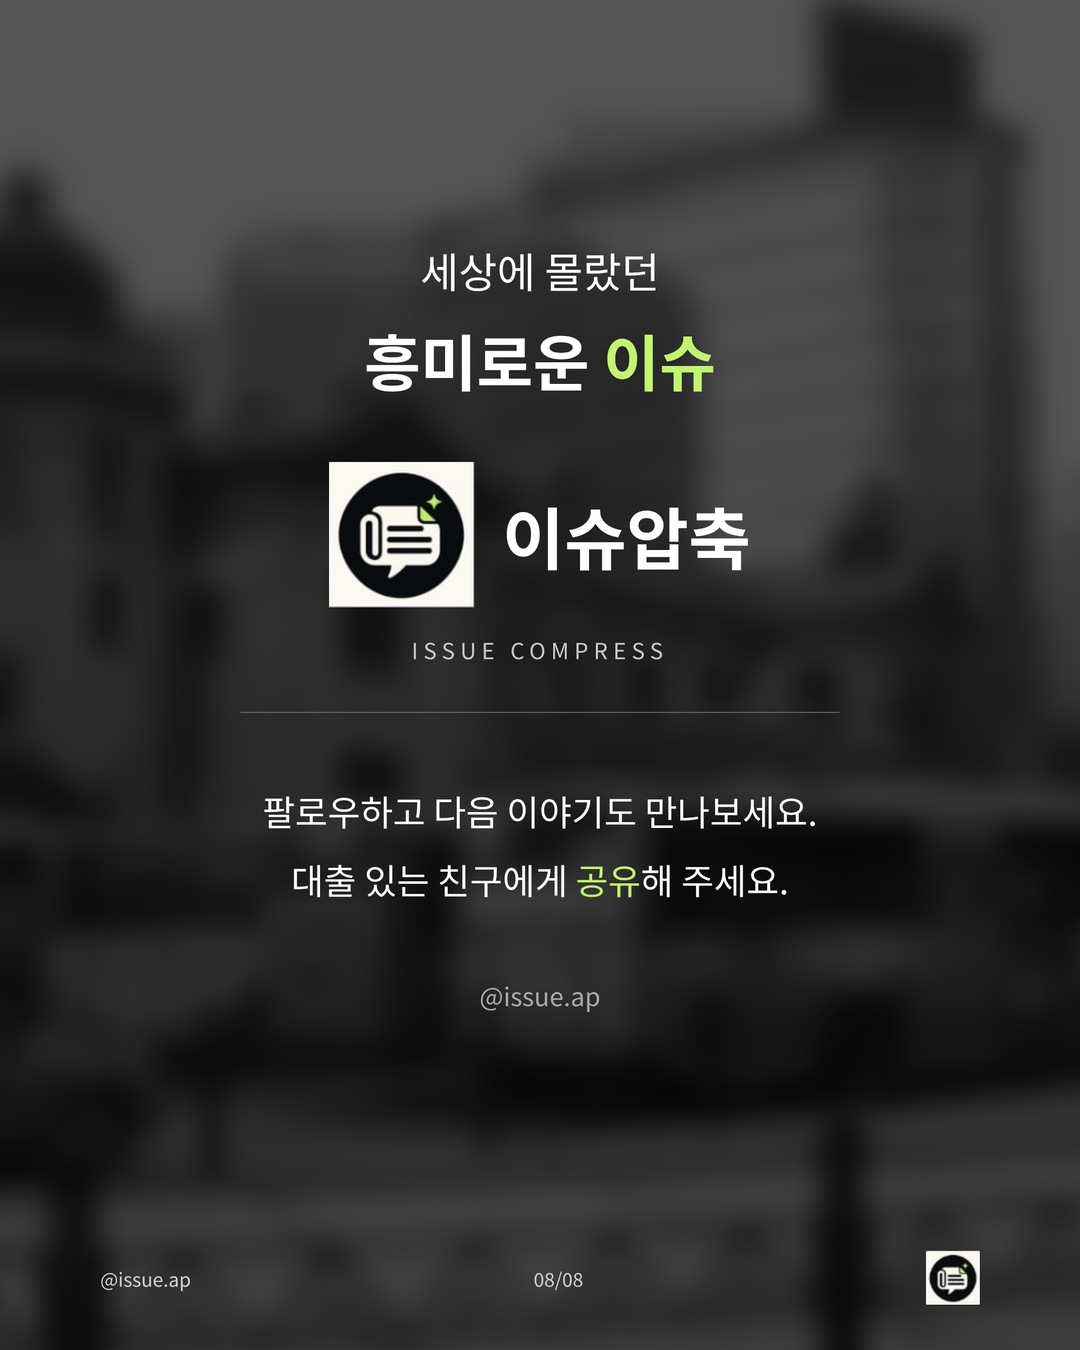 세상에 몰랐던
흥미로운 이슈
이슈압축
ISSUE COMPRESS
팔로우하고 다음 이야기도 만나보세요.
대출 있는 친구에게 공유해 주세요.
@issue.ap
@issue.ap
08/08